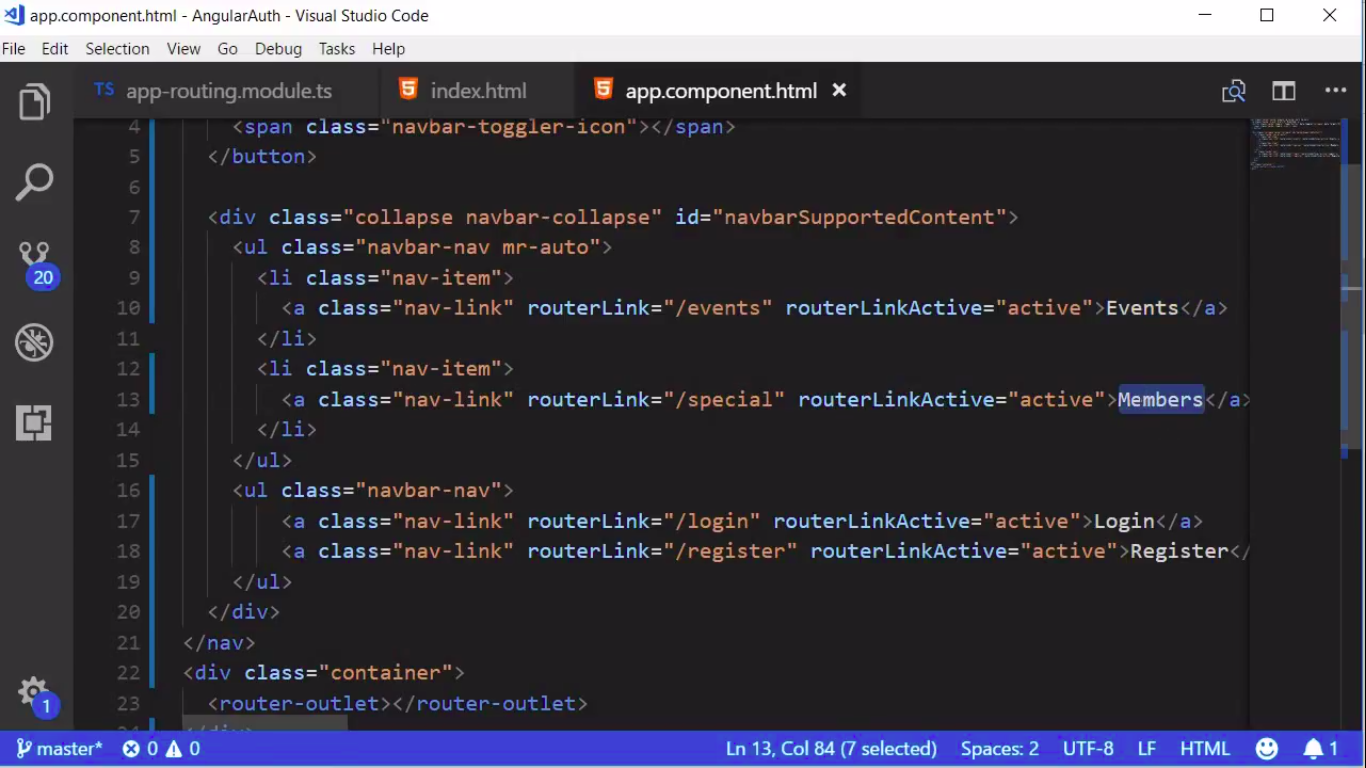 app.component.html - AngularAuth - Visual Studio Code
File Edit Selection View Go Debug Tasks Help
TS app-routing.module.ts index.html app.component.html
4 <span class="navbar-toggler-icon"></span>
5 </button>
6
7 <div class="collapse navbar-collapse" id="navbarSupportedContent">
8 <ul class="navbar-nav mr-auto">
9 <li class="nav-item">
10 <a class="nav-link" routerLink="/events" routerLinkActive="active">Events</a>
11 </li>
12 <li class="nav-item">
13 <a class="nav-link" routerLink="/special" routerLinkActive="active">Members</a>
14 </li>
15 </ul>
16 <ul class="navbar-nav">
17 <a class="nav-link" routerLink="/login" routerLinkActive="active">Login</a>
18 <a class="nav-link" routerLink="/register" routerLinkActive="active">Register</
19 </ul>
20 </div>
21 </nav>
22 <div class="container">
23 <router-outlet></router-outlet>
24 </div>
20
1
master* 0 0 Ln 13, Col 84 (7 selected) Spaces: 2 UTF-8 LF HTML 1